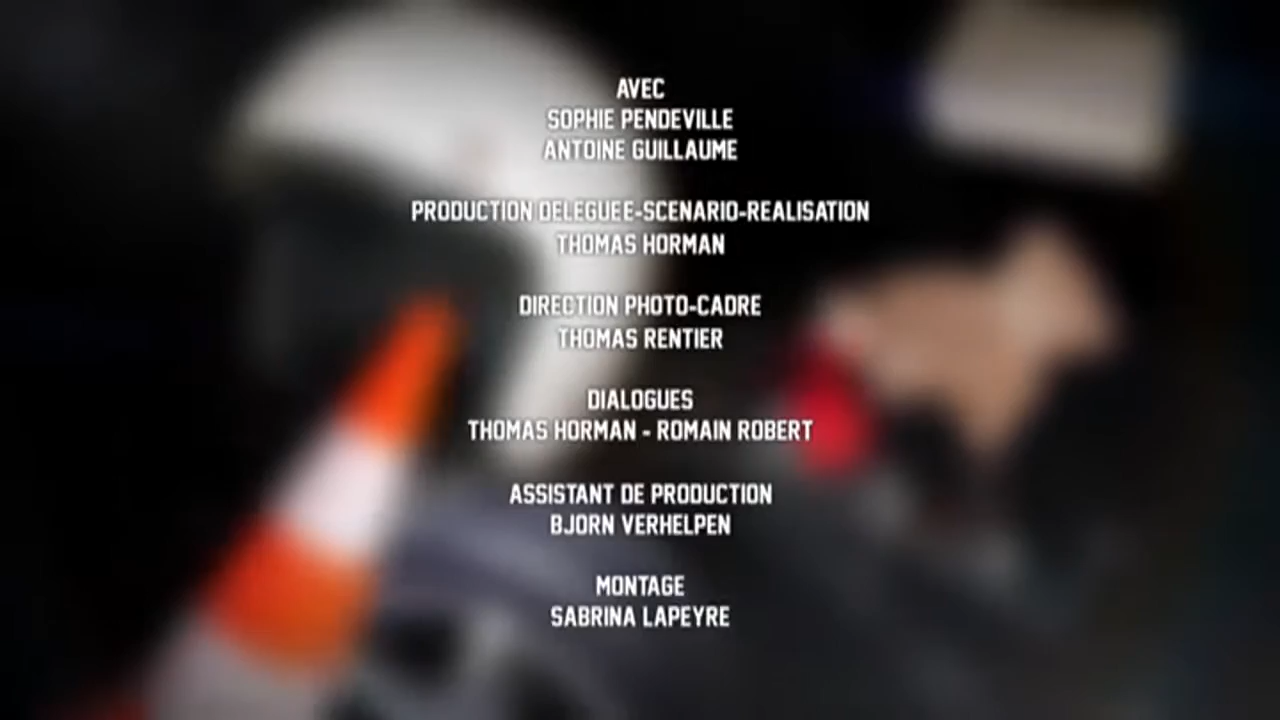 AVEC
SOPHIE PENDEVILLE
ANTOINE GUILLAUME
PRODUCTION DELEGUEE-SCENARIO-REALISATION
THOMAS HORMAN
DIRECTION PHOTO-CADRE
THOMAS RENTIER
DIALOGUES
THOMAS HORMAN - ROMAIN ROBERT
ASSISTANT DE PRODUCTION
BJORN VERHELPEN
MONTAGE
SABRINA LAPEYRE